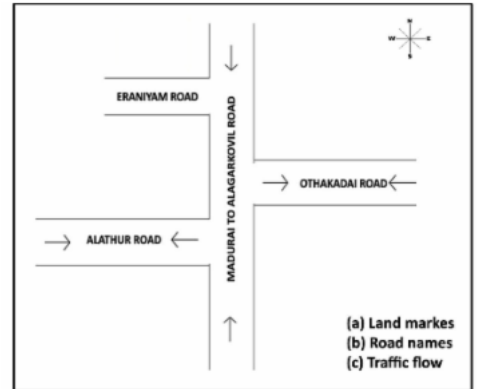 N
W E
S
ERANIYAM ROAD
MADURAI TO ALAGARKOVIL ROAD
OTHAKADAI ROAD
ALATHUR ROAD
(a) Land markes
(b) Road names
(c) Traffic flow